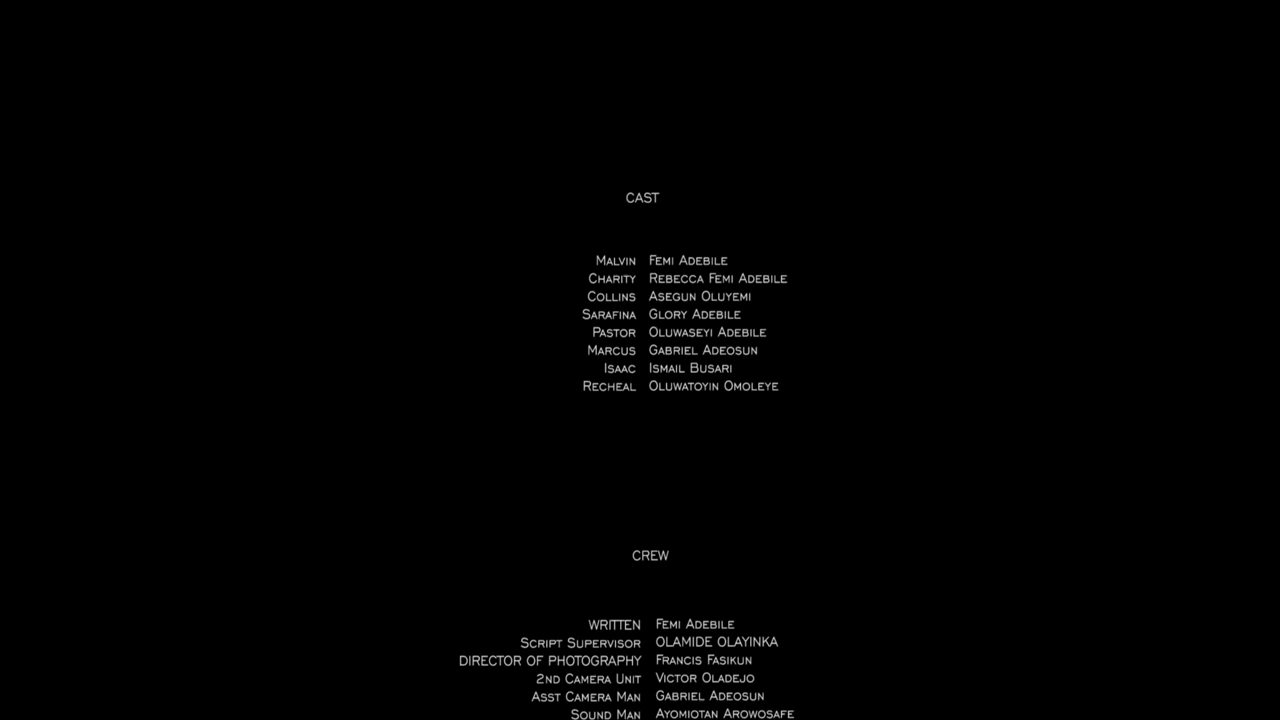 CAST
Malvin Femi Adebile
Charity Rebecca Femi Adebile
Collins Asegun Oluyemi
Sarafina Glory Adebile
Pastor Oluwaseyi Adebile
Marcus Gabriel Adeosun
Isaac Ismail Busari
Recheal Oluwatoyin Omoleye
CREW
WRITTEN Femi Adebile
Script Supervisor OLAMIDE OLAYINKA
DIRECTOR OF PHOTOGRAPHY Francis Fasikun
2nd Camera Unit Victor Oladejo
Asst Camera Man Gabriel Adeosun
Sound Man Ayomiotan Arowosafe